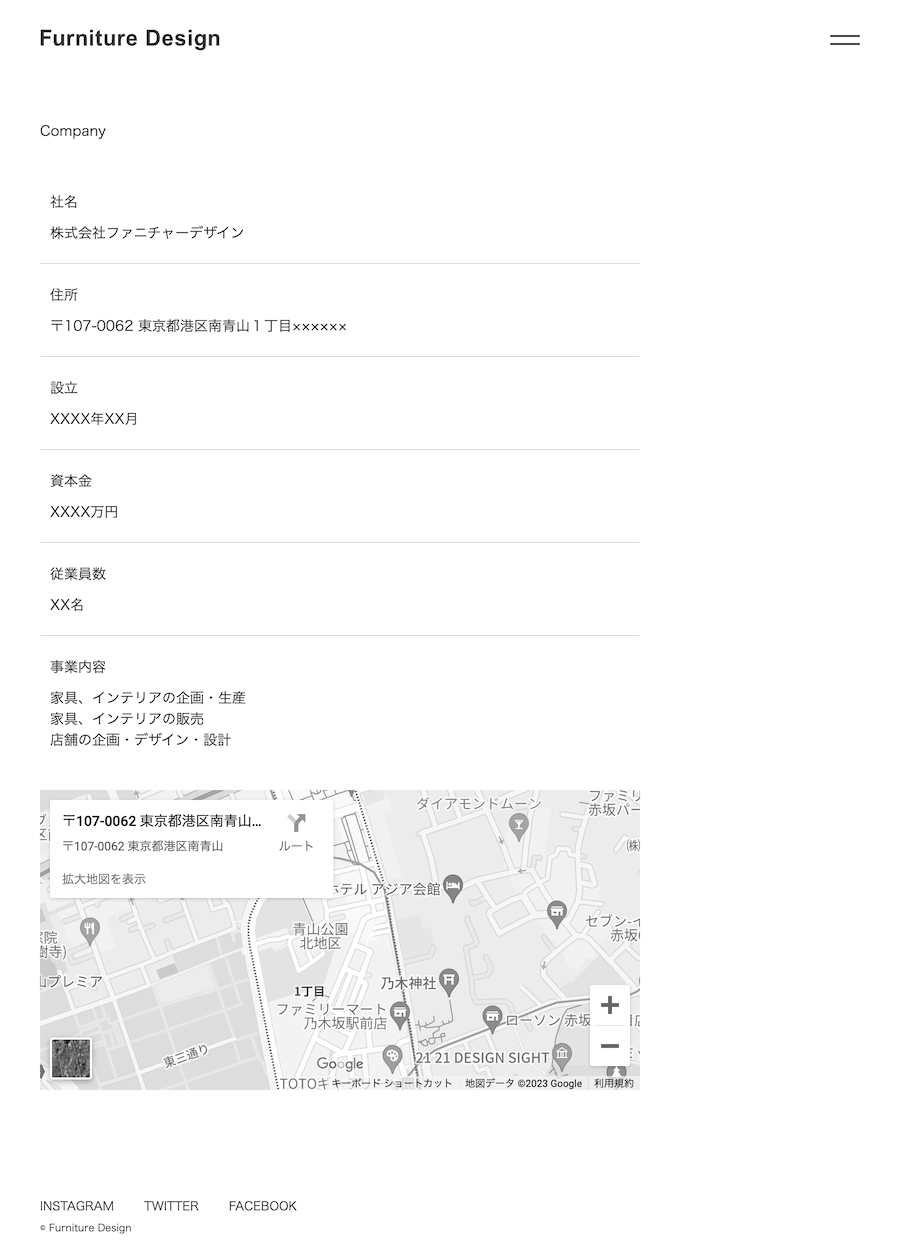 Furniture Design
Company
社名
株式会社ファニチャーデザイン
住所
〒107-0062 東京都港区南青山１丁目××××××
設立
XXXX年XX月
資本金
XXXX万円
従業員数
XX名
事業内容
家具、インテリアの企画・生産
家具、インテリアの販売
店舗の企画・デザイン・設計
〒107-0062 東京都港区南青山...
〒107-0062 東京都港区南青山
ルート
拡大地図を表示
ダイアモンドムーン
ファミリ
赤坂パー
(株)
ホテル アジア会館
セブン-イ
赤坂
青山公園
北地区
院
樹寺)
山プレミア
乃木神社
1丁目
ファミリーマート
乃木坂駅前店
ローソン 赤坂
店
東三通り
Google
21 21 DESIGN SIGHT
TOTOギ
キーボード ショートカット
地図データ ©2023 Google
利用規約
INSTAGRAM
TWITTER
FACEBOOK
© Furniture Design